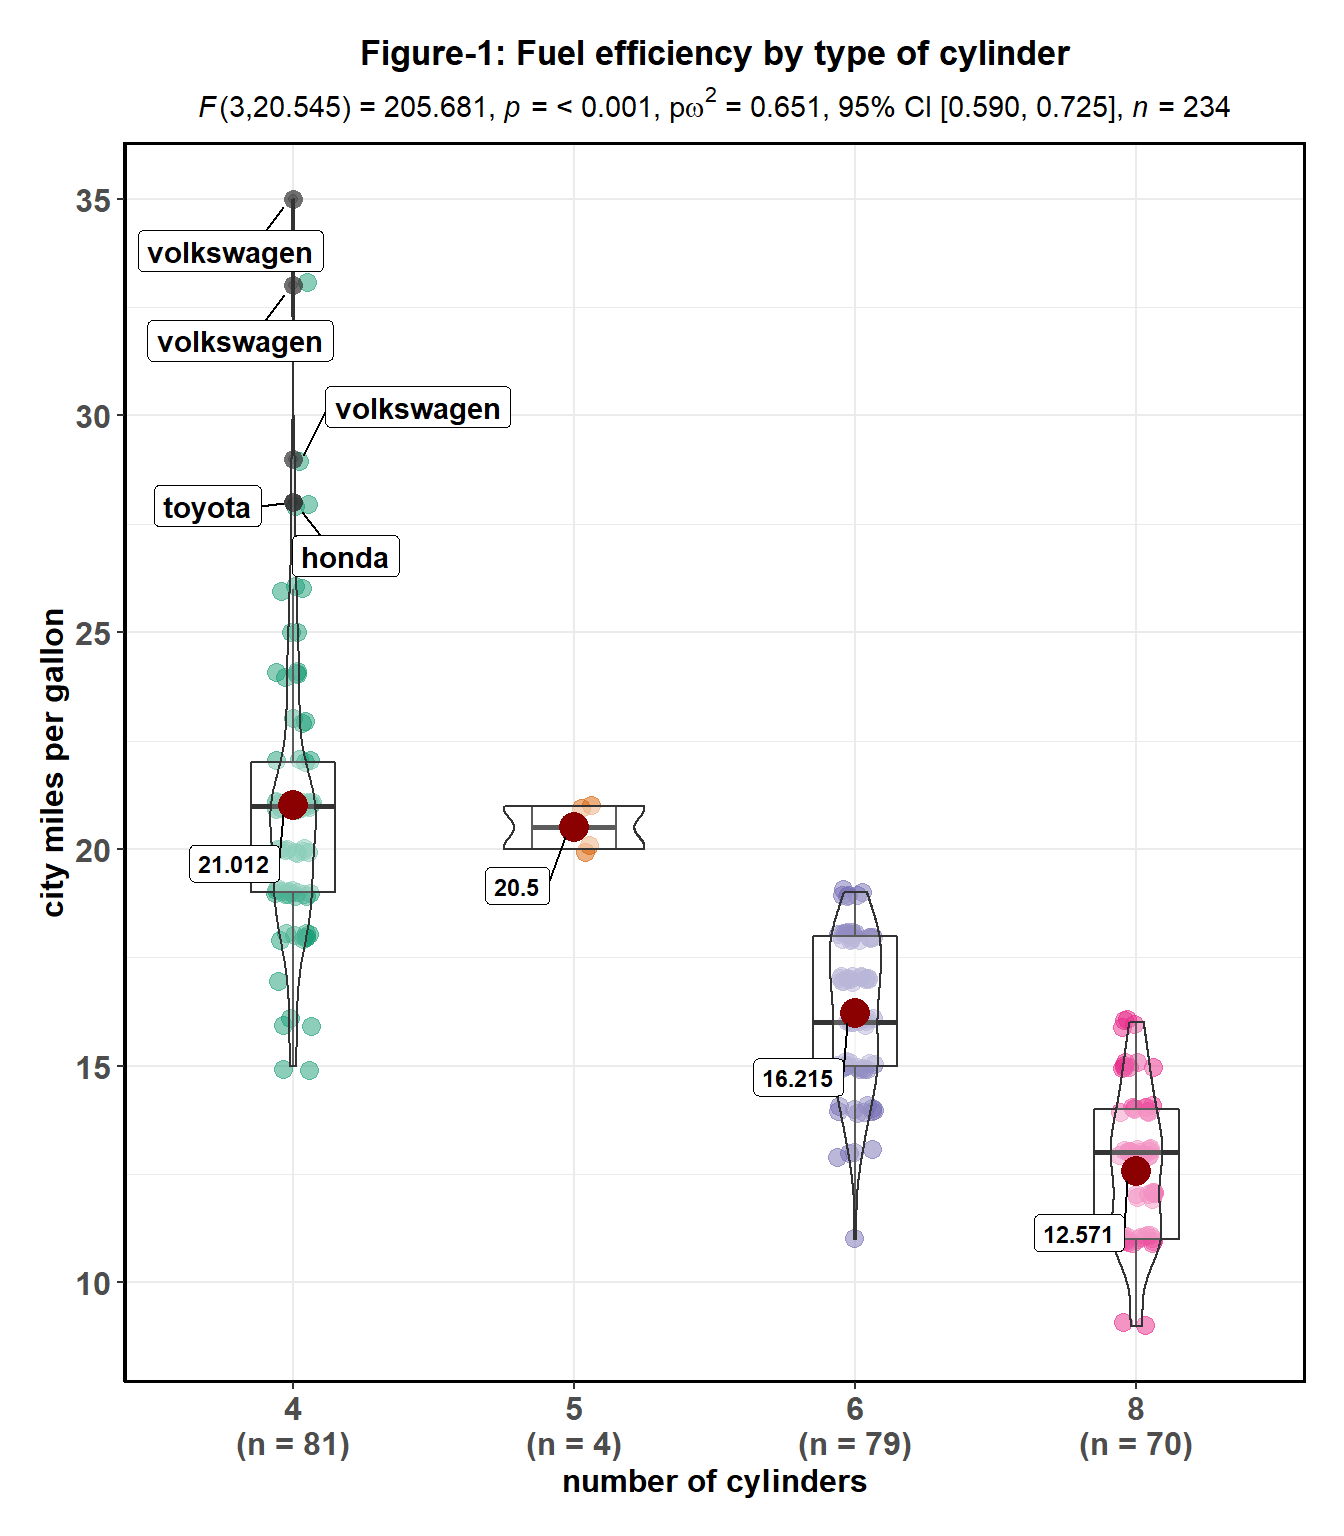 Figure-1: Fuel efficiency by type of cylinder
F(3,20.545) = 205.681, p = < 0.001, pω² = 0.651, 95% CI [0.590, 0.725], n = 234
city miles per gallon
35
30
25
20
15
10
volkswagen
volkswagen
volkswagen
toyota
honda
21.012
20.5
16.215
12.571
4
(n = 81)
5
(n = 4)
6
(n = 79)
8
(n = 70)
number of cylinders